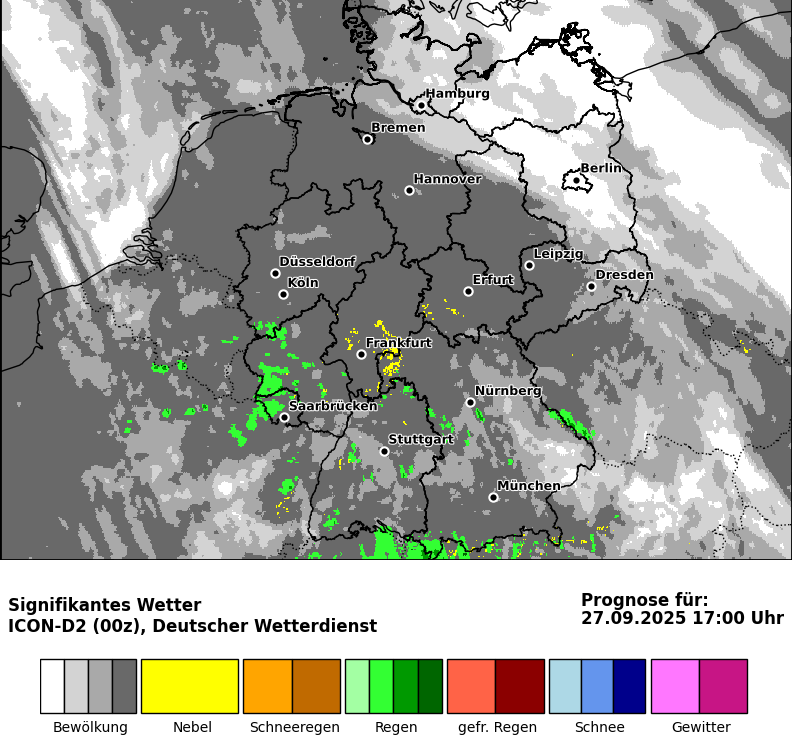 Hamburg
Bremen
Berlin
Hannover
Düsseldorf
Leipzig
Köln
Erfurt
Dresden
Frankfurt
Nürnberg
Saarbrücken
Stuttgart
München
Signifikantes Wetter
ICON-D2 (00z), Deutscher Wetterdienst
Prognose für:
27.09.2025 17:00 Uhr
Bewölkung Nebel Schneeregen Regen gefr. Regen Schnee Gewitter